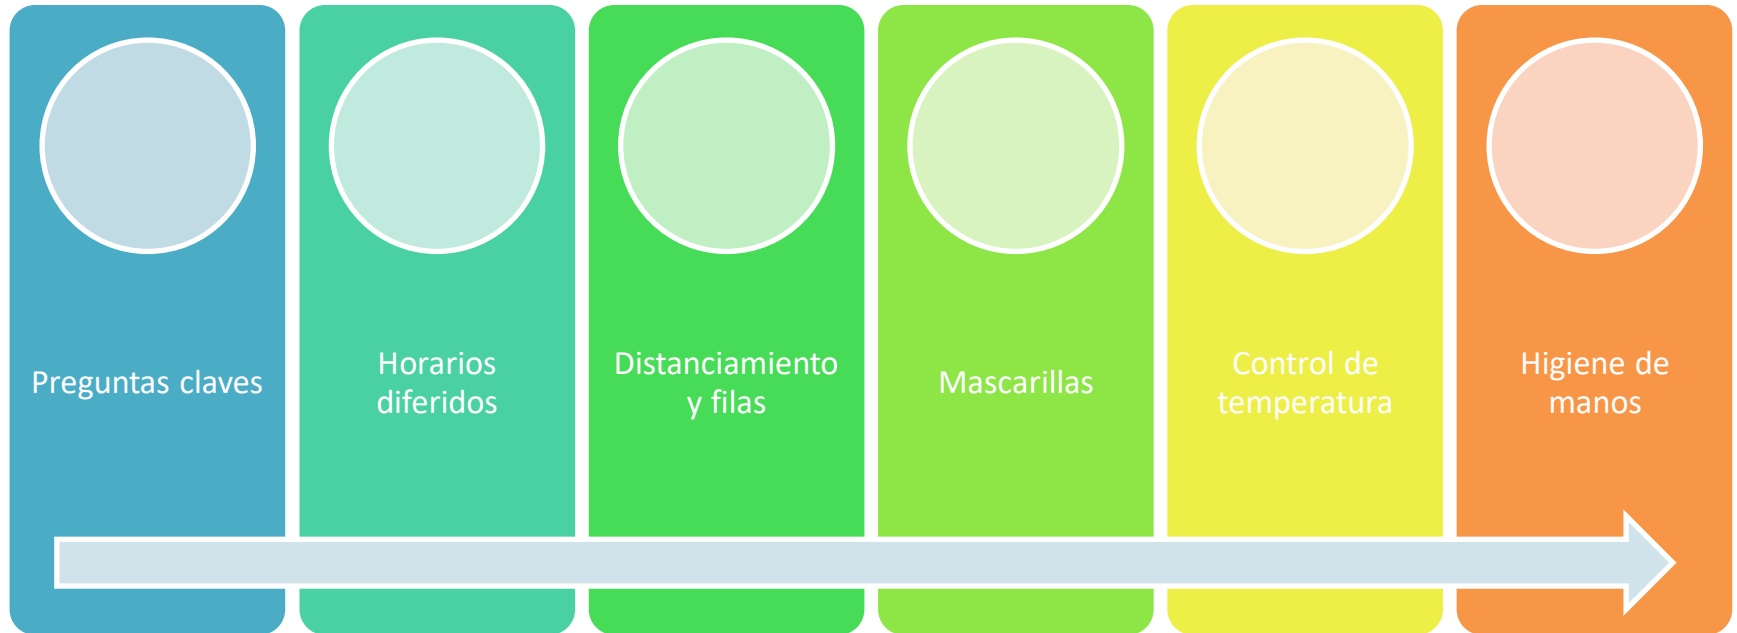 Preguntas claves
Horarios
diferidos
Distanciamiento
y filas
Mascarillas
Control de
temperatura
Higiene de
manos